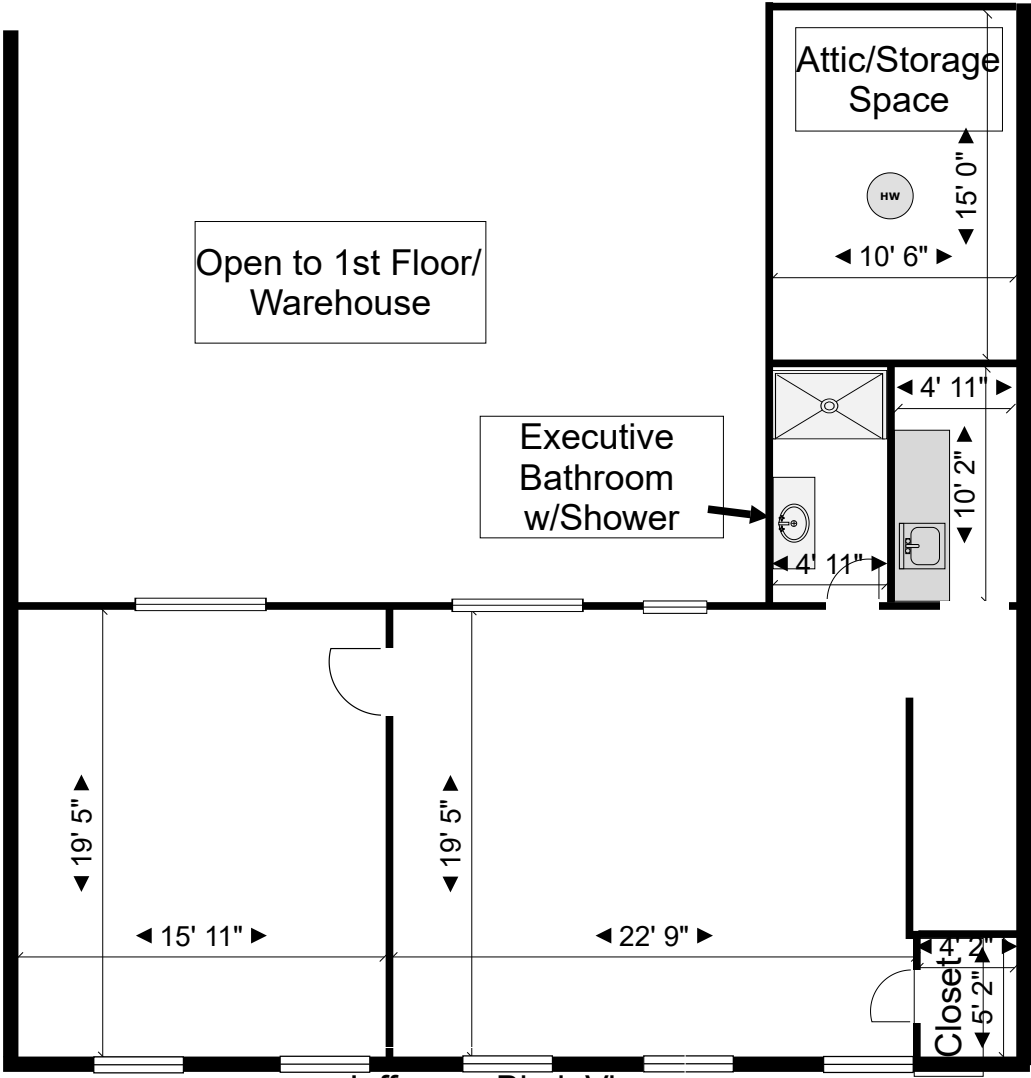 Attic/Storage
Space
15' 0"
HW
10' 6"
Open to 1st Floor/
Warehouse
4' 11"
10' 2"
Executive
Bathroom
w/Shower
4' 11"
19' 5"
19' 5"
15' 11"
22' 9"
4' 2"
5' 2"
Closet